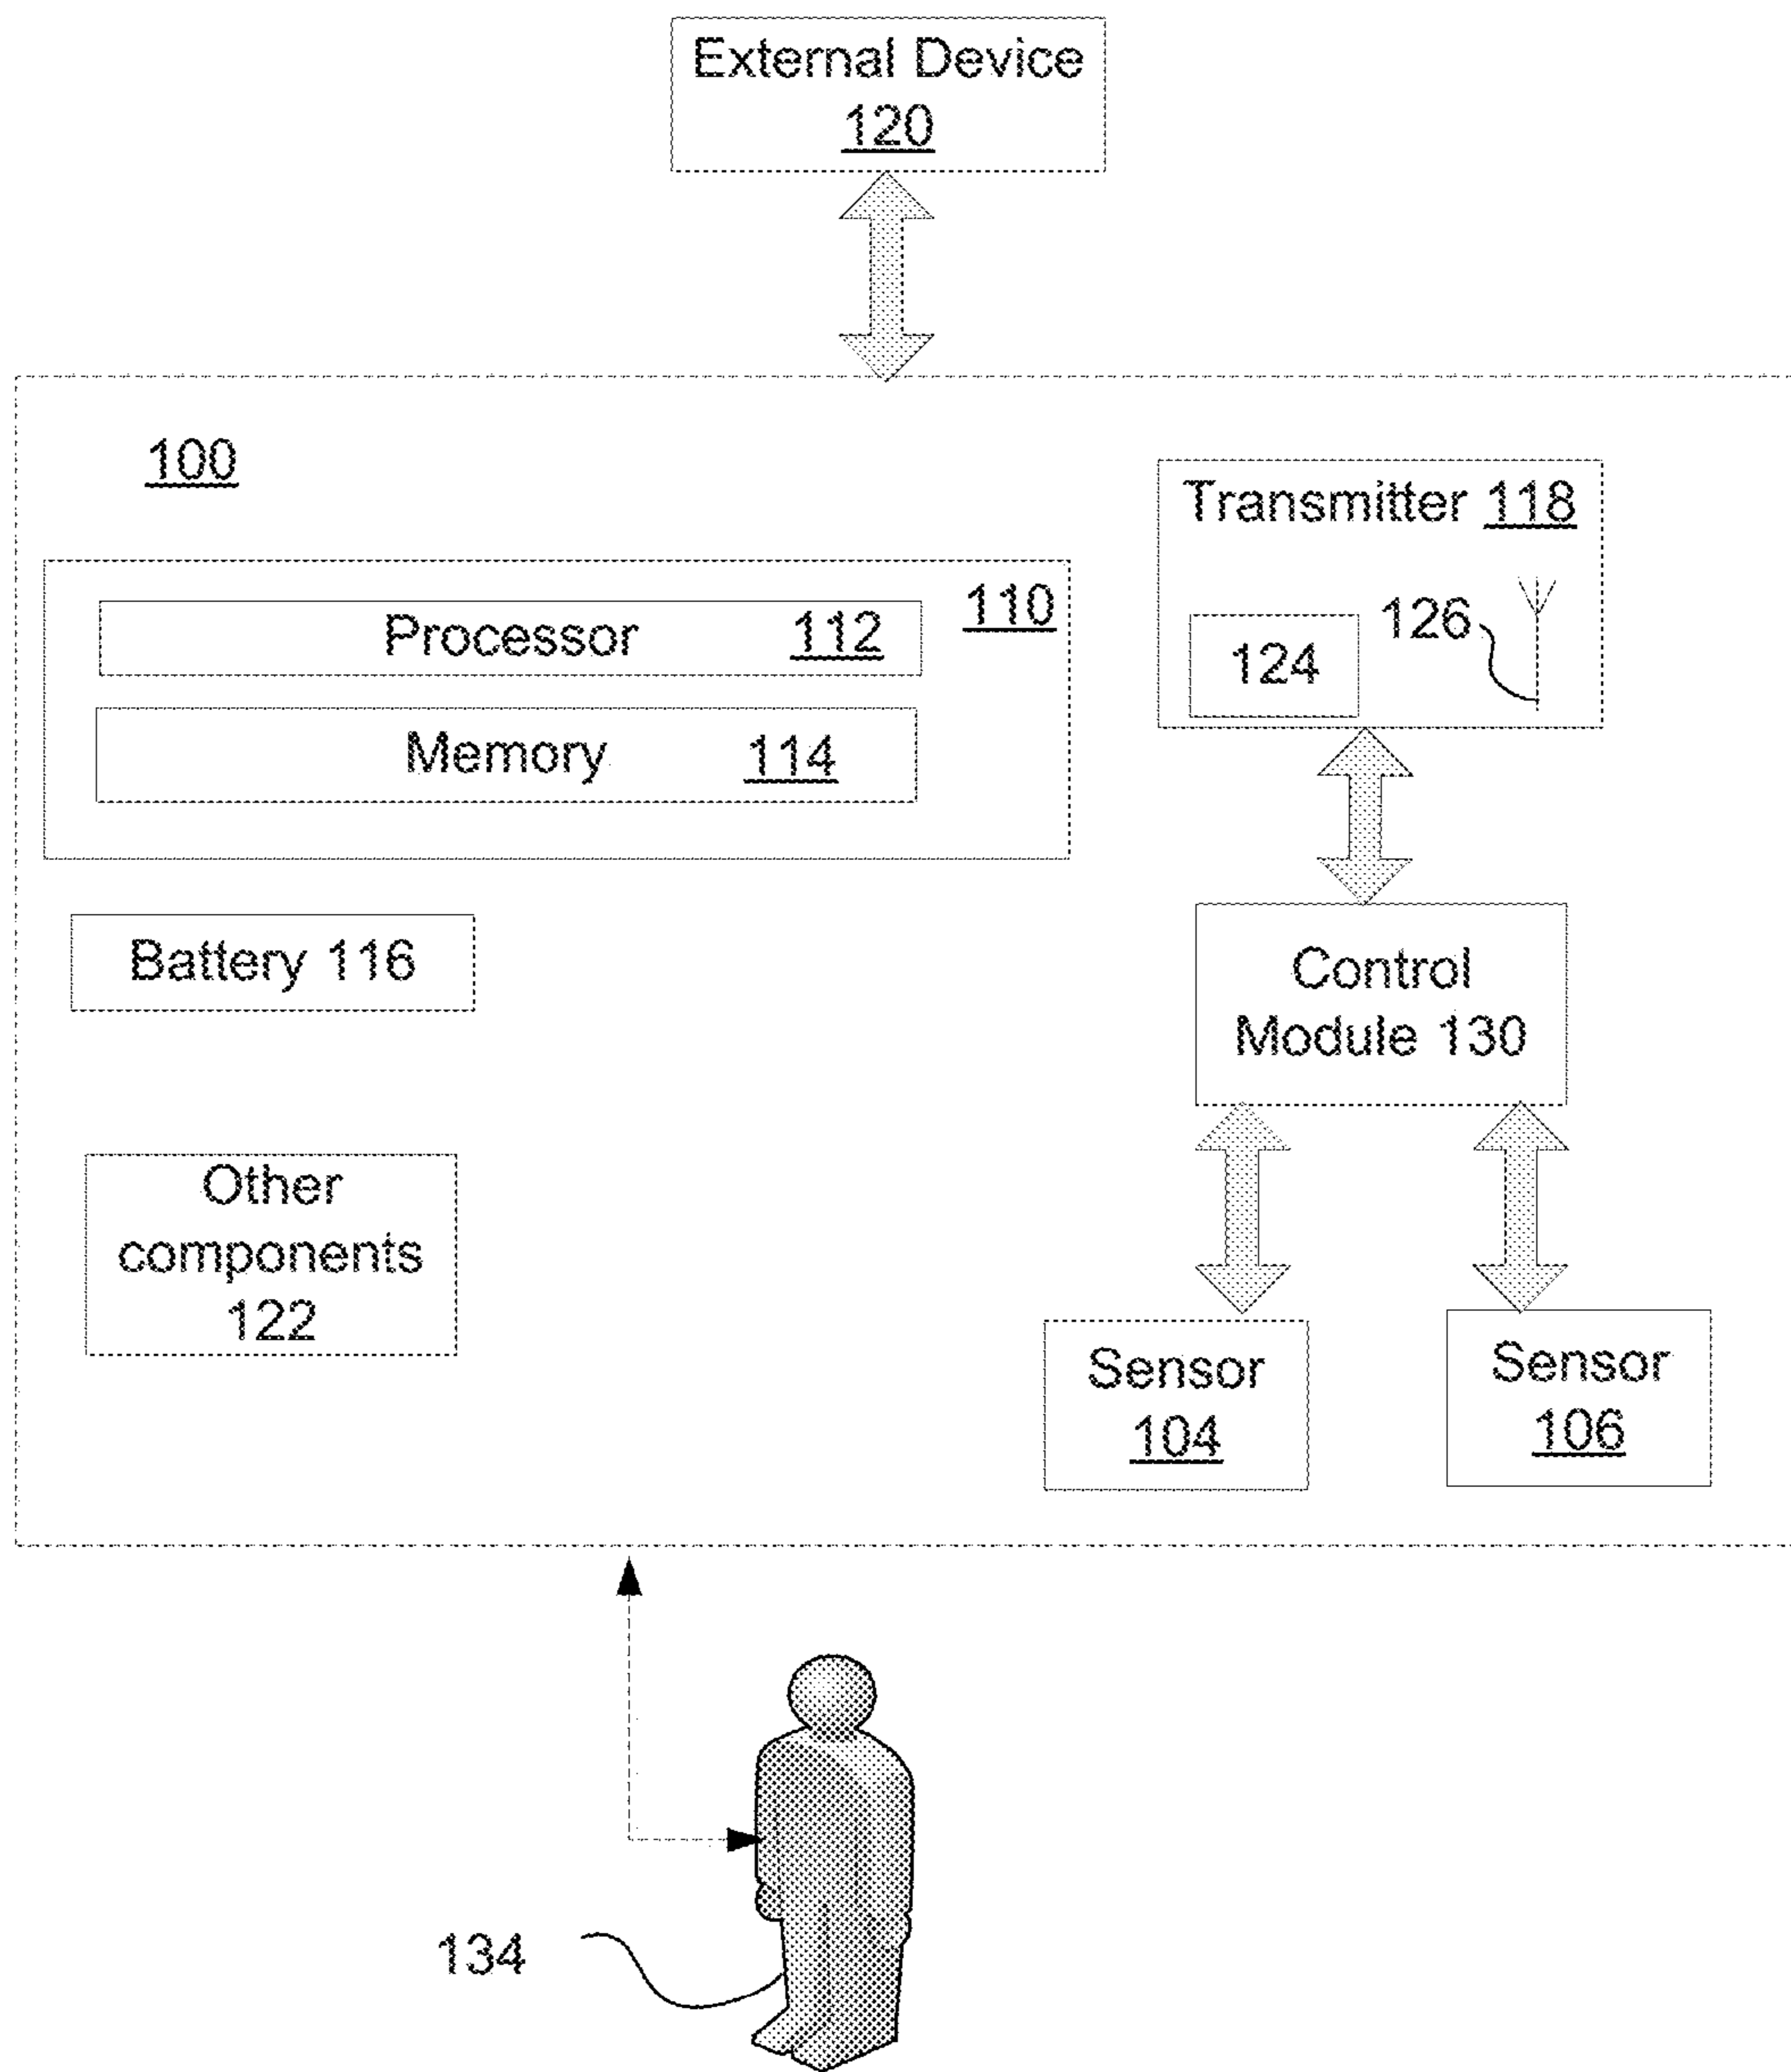 External Device
120
100
Transmitter 118
110
Processor 112
126
124
Memory 114
Battery 116
Control
Module 130
Other
components
122
Sensor
104
Sensor
106
134